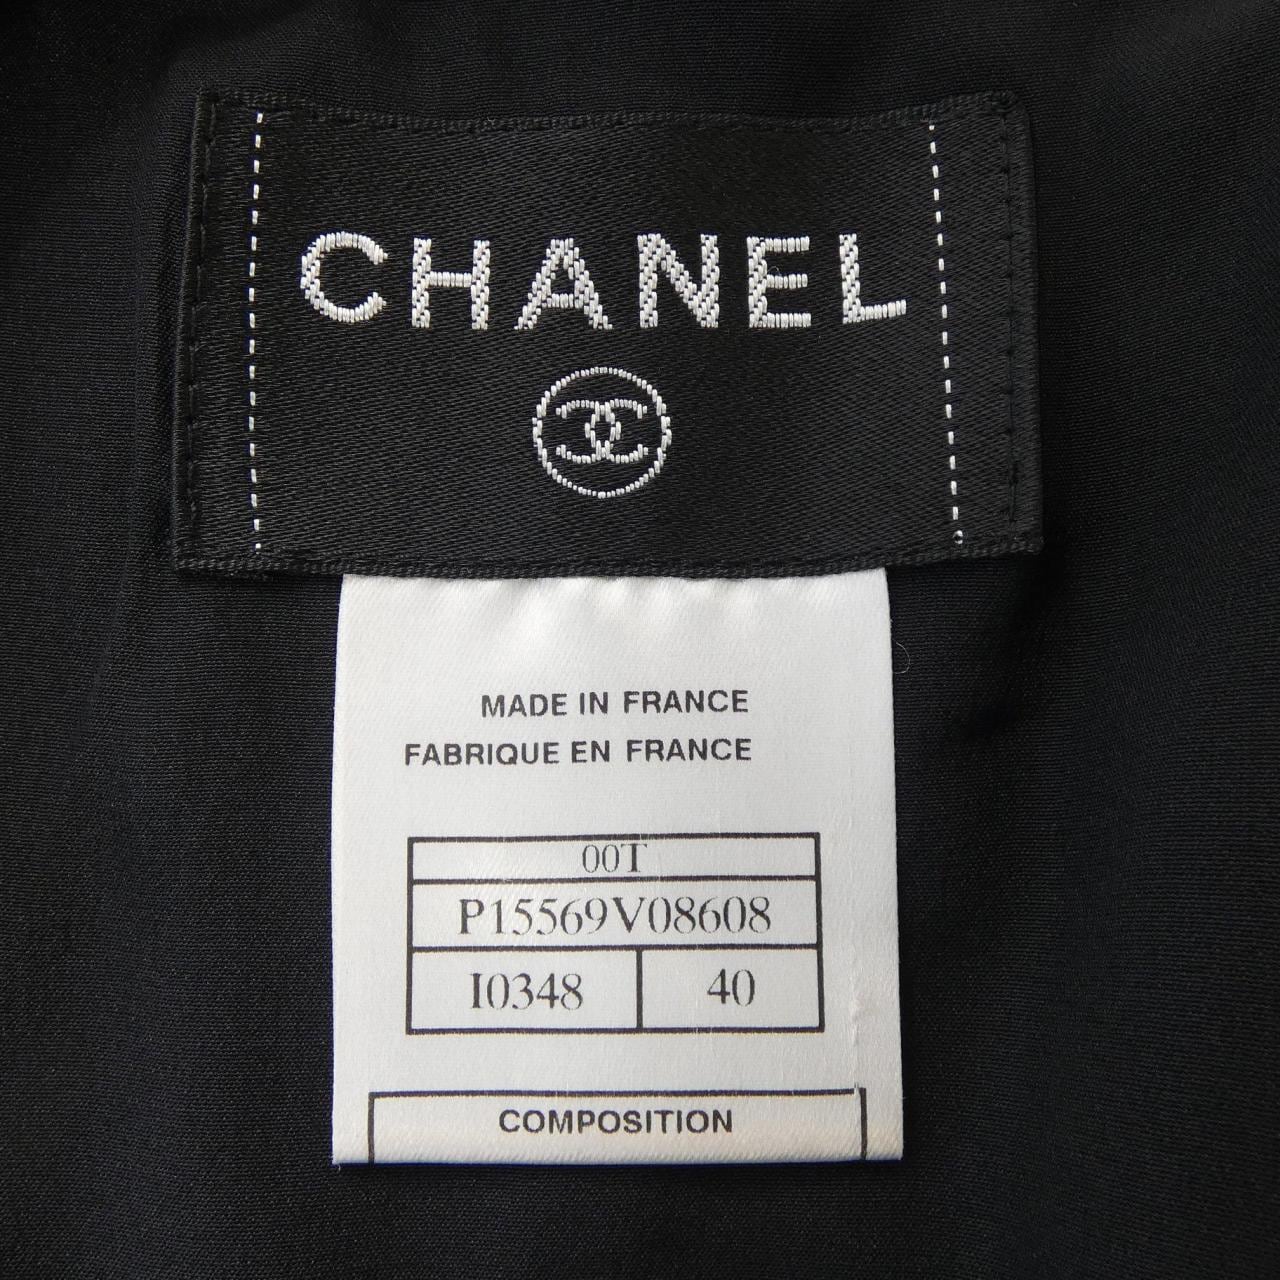 CHANEL
MADE IN FRANCE
FABRIQUE EN FRANCE
00T
P15569V08608
I0348 40
COMPOSITION